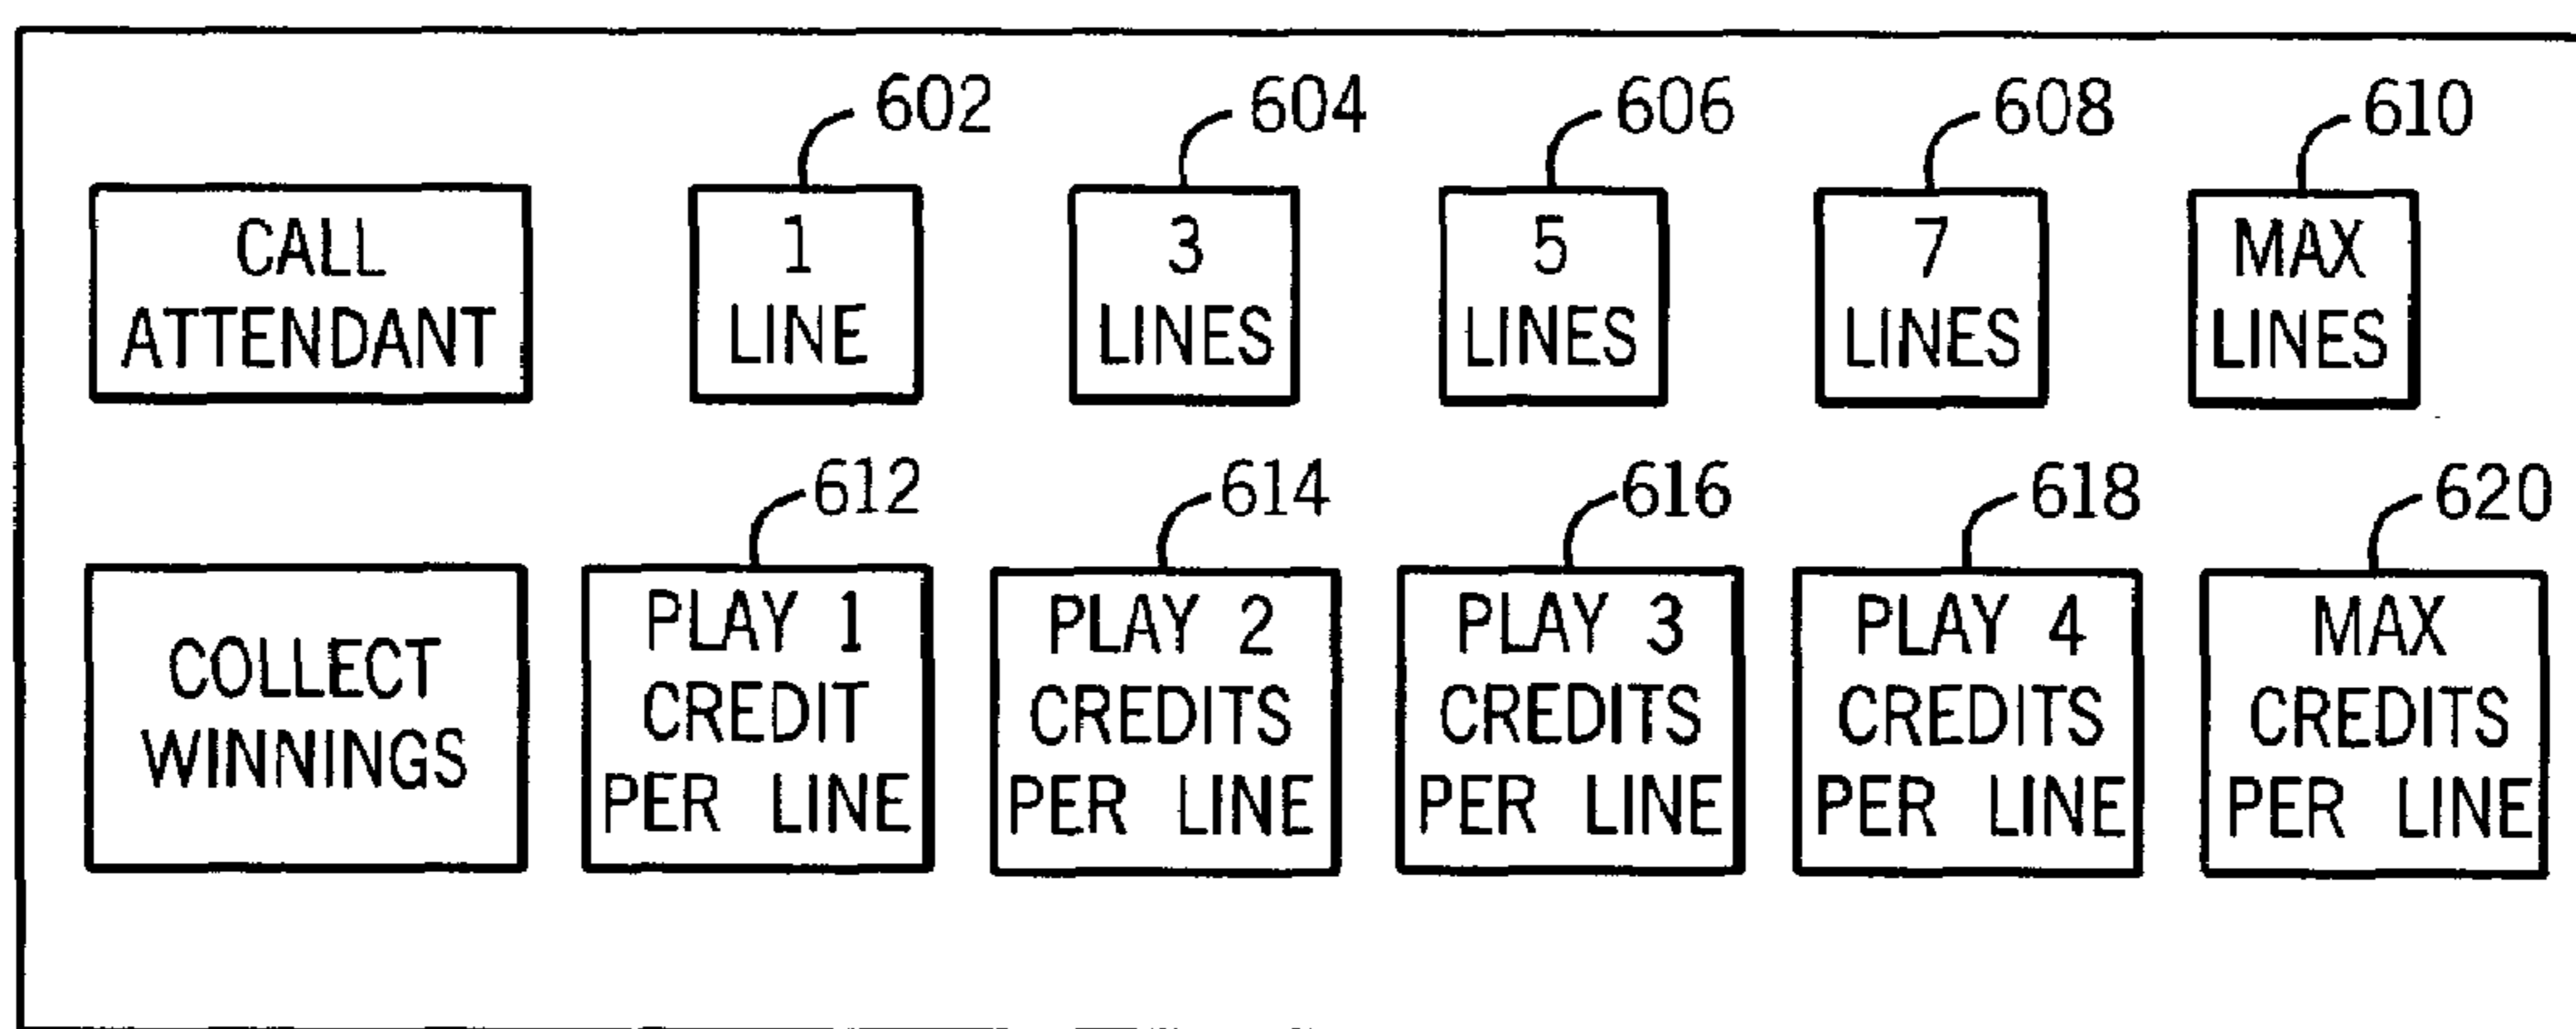 602 604 606 608 610
CALL ATTENDANT
1 LINE
3 LINES
5 LINES
7 LINES
MAX LINES
612 614 616 618 620
COLLECT WINNINGS
PLAY 1 CREDIT PER LINE
PLAY 2 CREDITS PER LINE
PLAY 3 CREDITS PER LINE
PLAY 4 CREDITS PER LINE
MAX CREDITS PER LINE